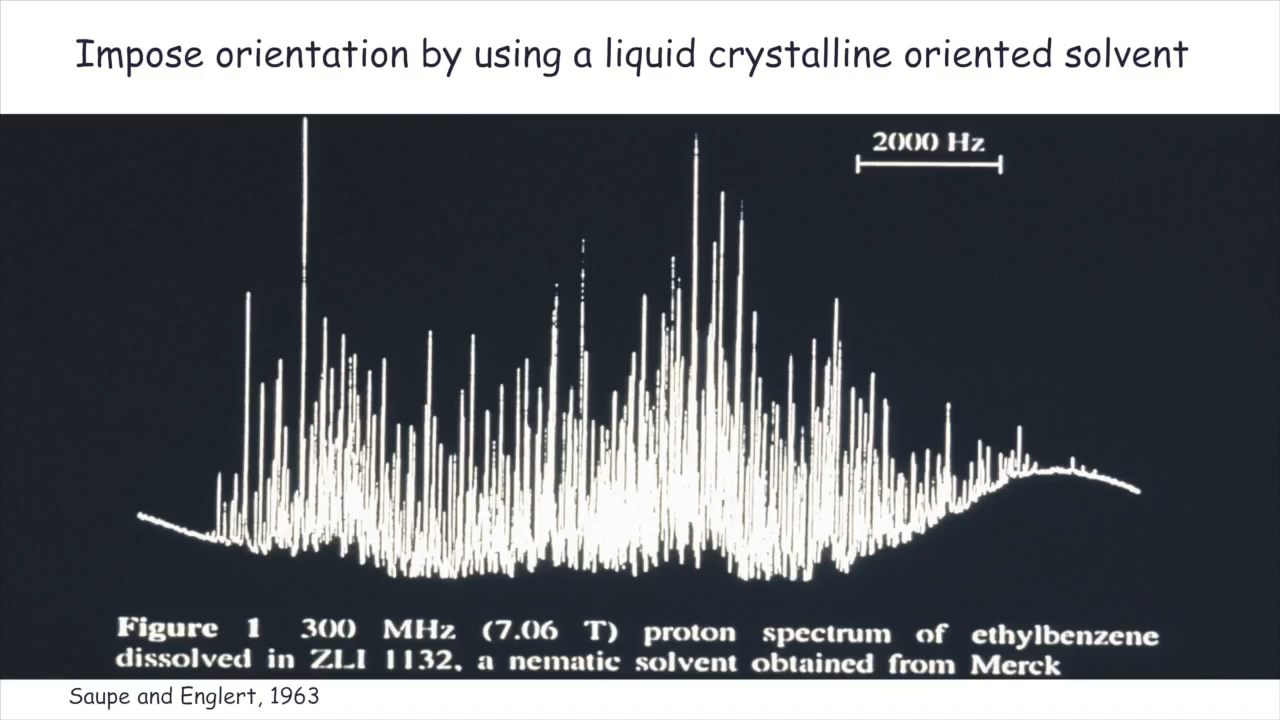 Impose orientation by using a liquid crystalline oriented solvent
2000 Hz
Figure 1 300 MHz (7.06 T) proton spectrum of ethylbenzene
dissolved in ZLI 1132, a nematic solvent obtained from Merck
Saupe and Englert, 1963